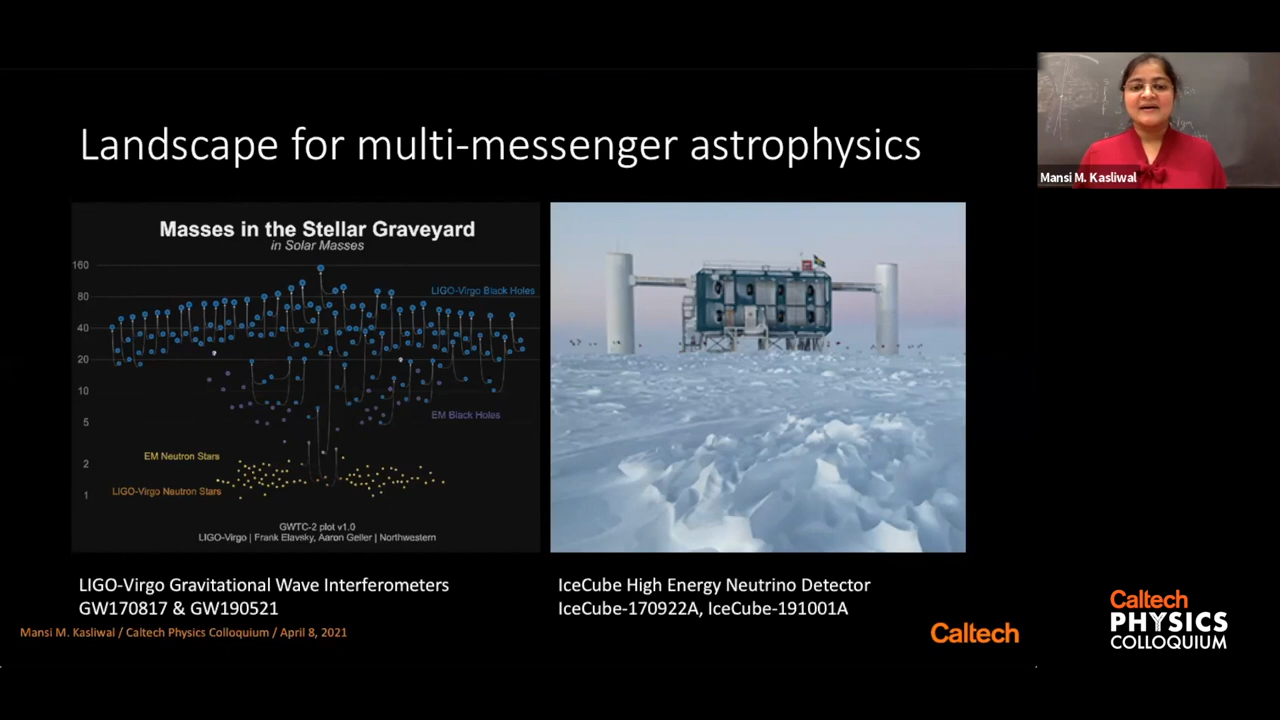 Landscape for multi-messenger astrophysics
Mansi M. Kasliwal
Masses in the Stellar Graveyard
in Solar Masses
160
80
40
20
10
5
2
1
LIGO-Virgo Black Holes
EM Black Holes
EM Neutron Stars
LIGO-Virgo Neutron Stars
GWTC-2 plot v1.0
LIGO-Virgo | Frank Elavsky, Aaron Geller | Northwestern
LIGO-Virgo Gravitational Wave Interferometers
GW170817 & GW190521
IceCube High Energy Neutrino Detector
IceCube-170922A, IceCube-191001A
Mansi M. Kasliwal / Caltech Physics Colloquium / April 8, 2021
Caltech
Caltech
PHYSICS
COLLOQUIUM